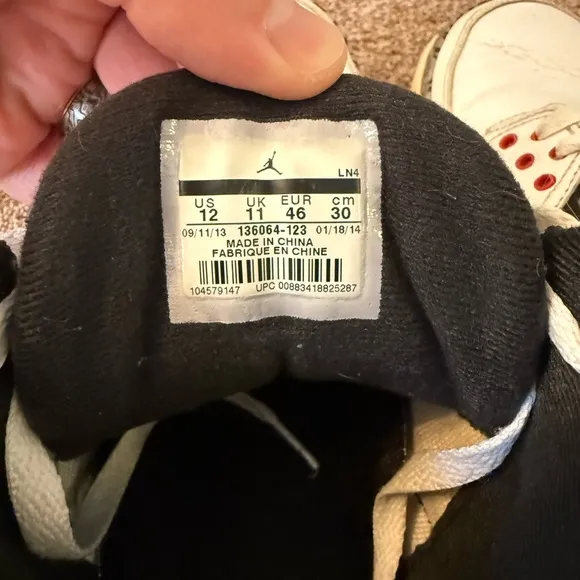 LN4
US UK EUR cm
12 11 46 30
09/11/13 136064-123 01/18/14
MADE IN CHINA
FABRIQUE EN CHINE
104579147 UPC 00883418825287